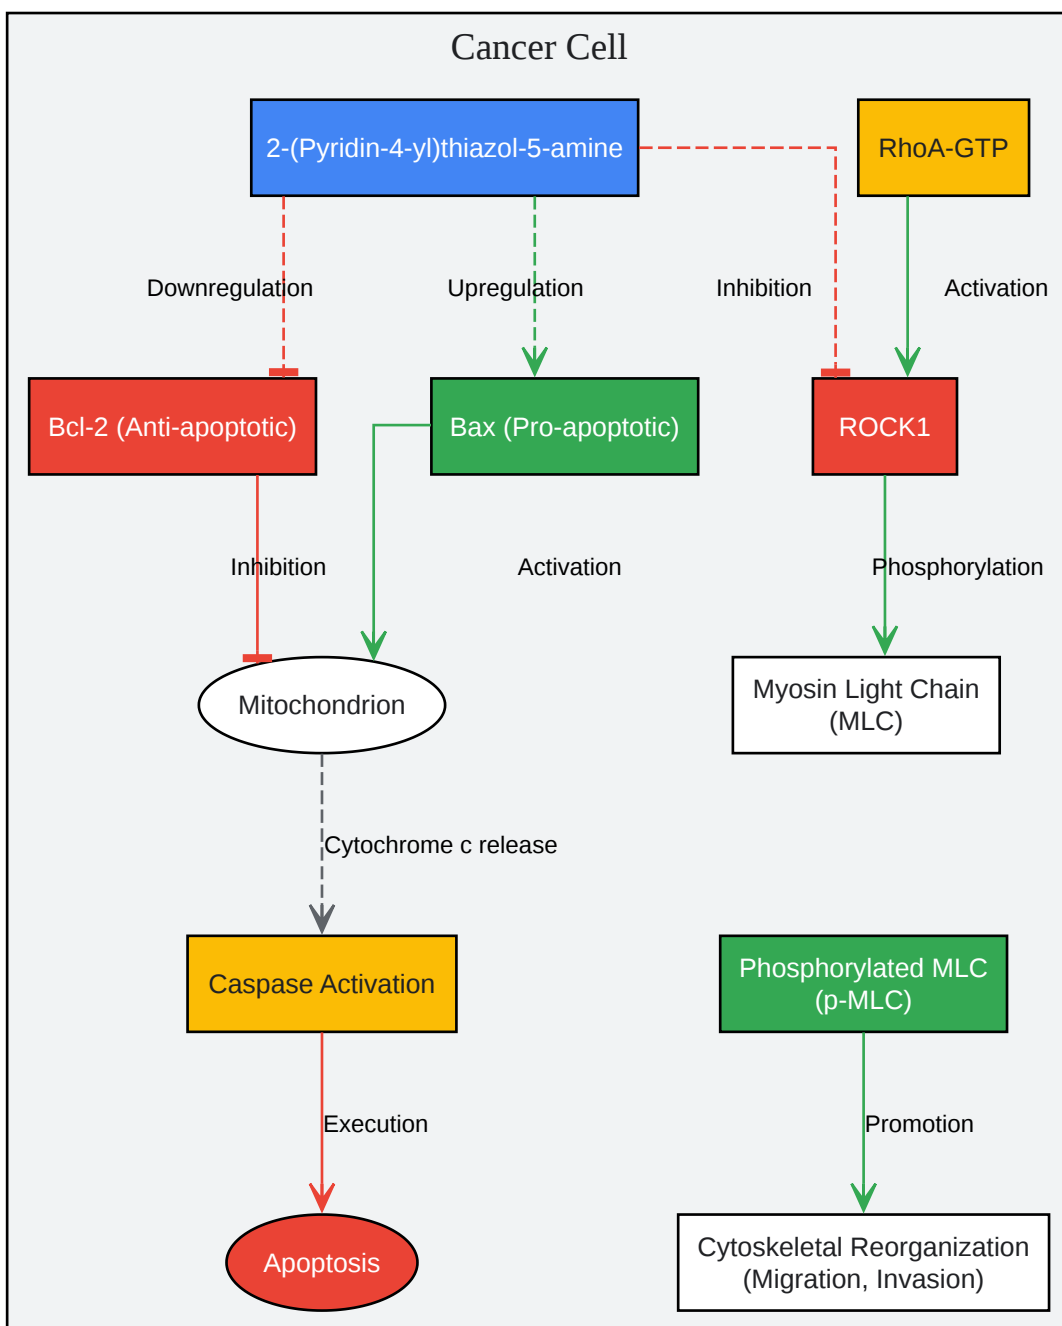 Cancer Cell
2-(Pyridin-4-yl)thiazol-5-amine
RhoA-GTP
Downregulation
Upregulation
Inhibition
Activation
Bcl-2 (Anti-apoptotic)
Bax (Pro-apoptotic)
ROCK1
Inhibition
Activation
Phosphorylation
Mitochondrion
Myosin Light Chain
(MLC)
Cytochrome c release
Caspase Activation
Phosphorylated MLC
(p-MLC)
Execution
Promotion
Apoptosis
Cytoskeletal Reorganization
(Migration, Invasion)